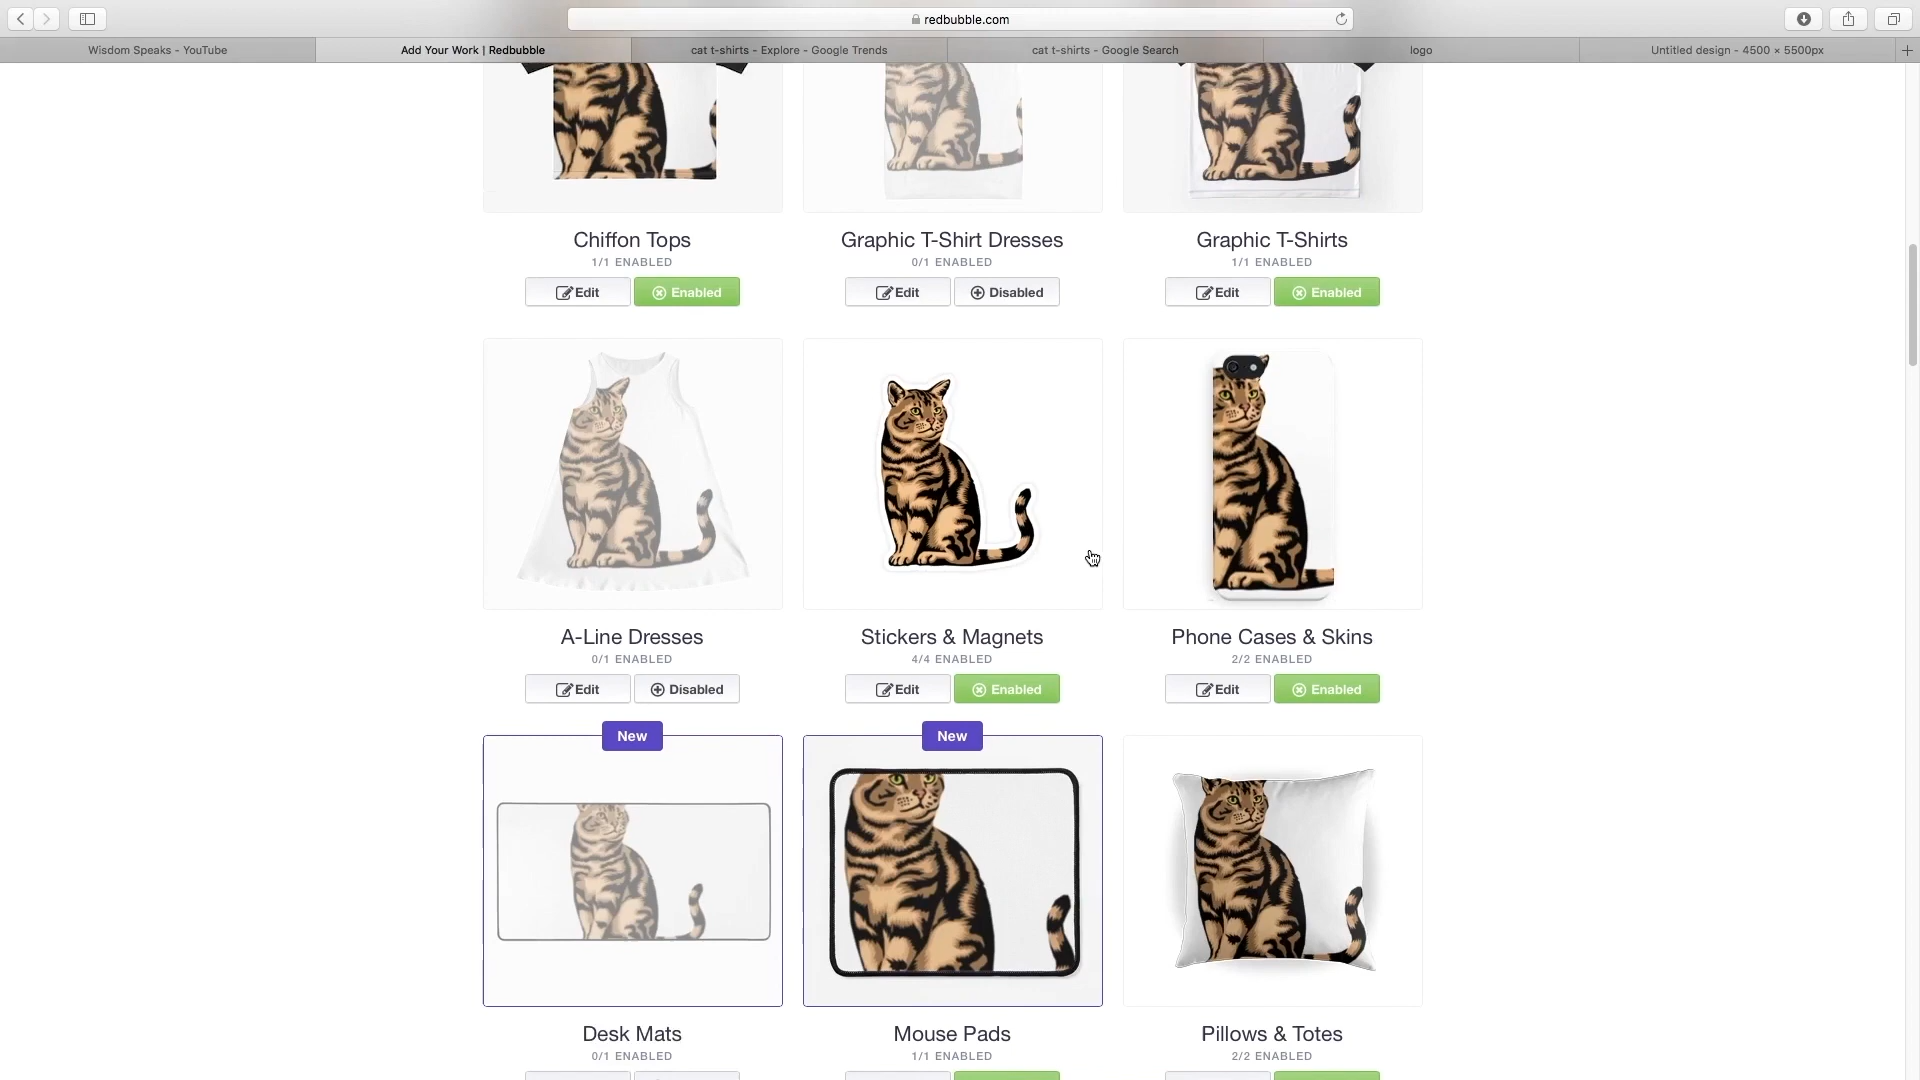 redbubble.com
Wisdom Speaks - YouTube
Add Your Work | Redbubble
cat t-shirts - Explore - Google Trends
cat t-shirts - Google Search
logo
Untitled design - 4500 × 5500px
Chiffon Tops
Graphic T-Shirt Dresses
Graphic T-Shirts
1/1 ENABLED
0/1 ENABLED
1/1 ENABLED
Edit
Enabled
Edit
Disabled
Edit
Enabled
A-Line Dresses
Stickers & Magnets
Phone Cases & Skins
0/1 ENABLED
4/4 ENABLED
2/2 ENABLED
Edit
Disabled
Edit
Enabled
Edit
Enabled
New
New
Desk Mats
Mouse Pads
Pillows & Totes
0/1 ENABLED
1/1 ENABLED
2/2 ENABLED